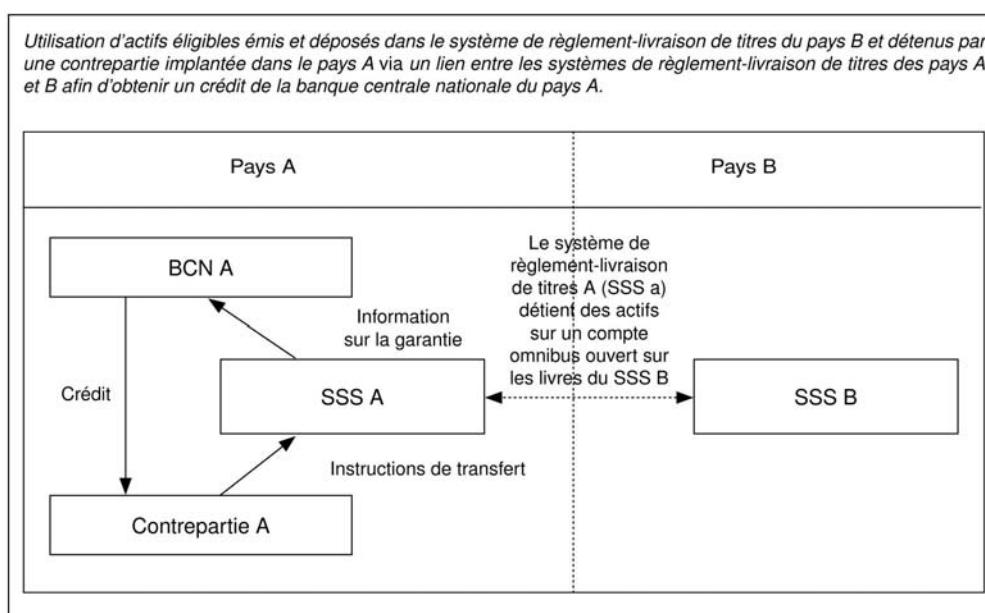 Utilisation d'actifs éligibles émis et déposés dans le système de règlement-livraison de titres du pays B et détenus par
une contrepartie implantée dans le pays A via un lien entre les systèmes de règlement-livraison de titres des pays A
et B afin d'obtenir un crédit de la banque centrale nationale du pays A.
Pays A
Pays B
BCN A
Le système de
règlement-livraison
de titres A (SSS a)
détient des actifs
sur un compte
omnibus ouvert sur
les livres du SSS B
Information
sur la garantie
Crédit
SSS A
SSS B
Instructions de transfert
Contrepartie A